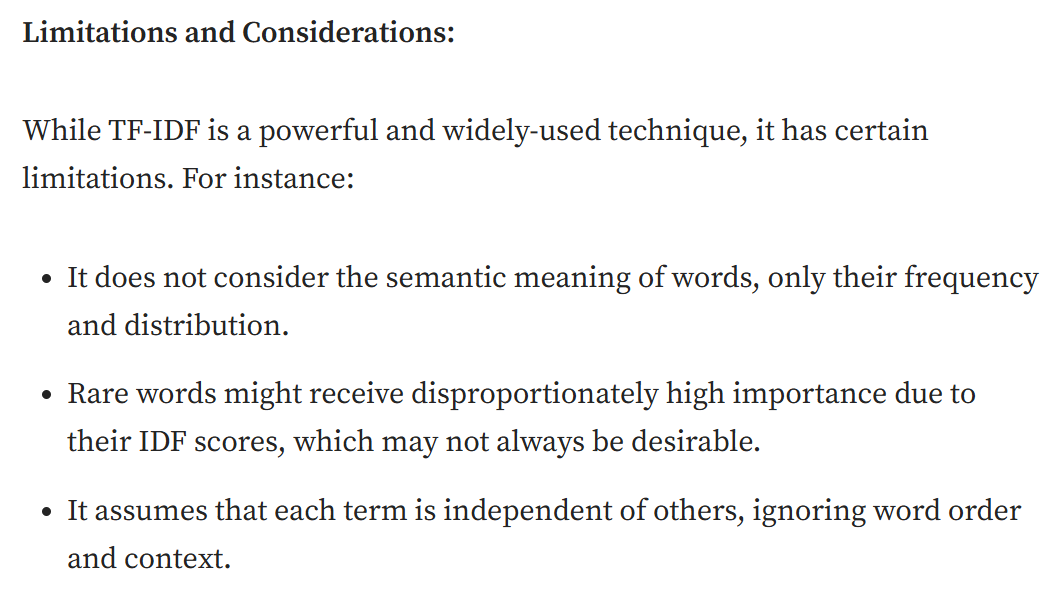 Limitations and Considerations:
While TF-IDF is a powerful and widely-used technique, it has certain
limitations. For instance:
• It does not consider the semantic meaning of words, only their frequency
and distribution.
• Rare words might receive disproportionately high importance due to
their IDF scores, which may not always be desirable.
• It assumes that each term is independent of others, ignoring word order
and context.